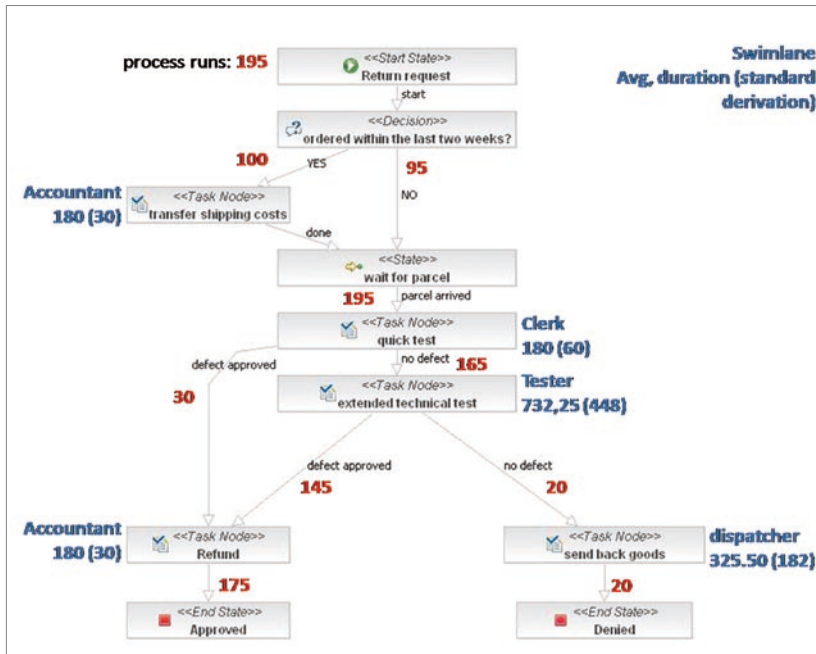 process runs: 195
<<Start State>>
Return request
Swimlane
Avg, duration (standard
derivation)
start
<<Decision>>
ordered within the last two weeks?
100
YES
95
NO
Accountant
180 (30)
<<Task Node>>
transfer shipping costs
done
<<State>>
wait for parcel
195
parcel arrived
<<Task Node>>
quick test
Clerk
180 (60)
defect approved
no defect
165
30
<<Task Node>>
extended technical test
Tester
732,25 (448)
defect approved
145
no defect
20
Accountant
180 (30)
<<Task Node>>
Refund
<<Task Node>>
send back goods
dispatcher
325.50 (182)
175
20
<<End State>>
Approved
<<End State>>
Denied